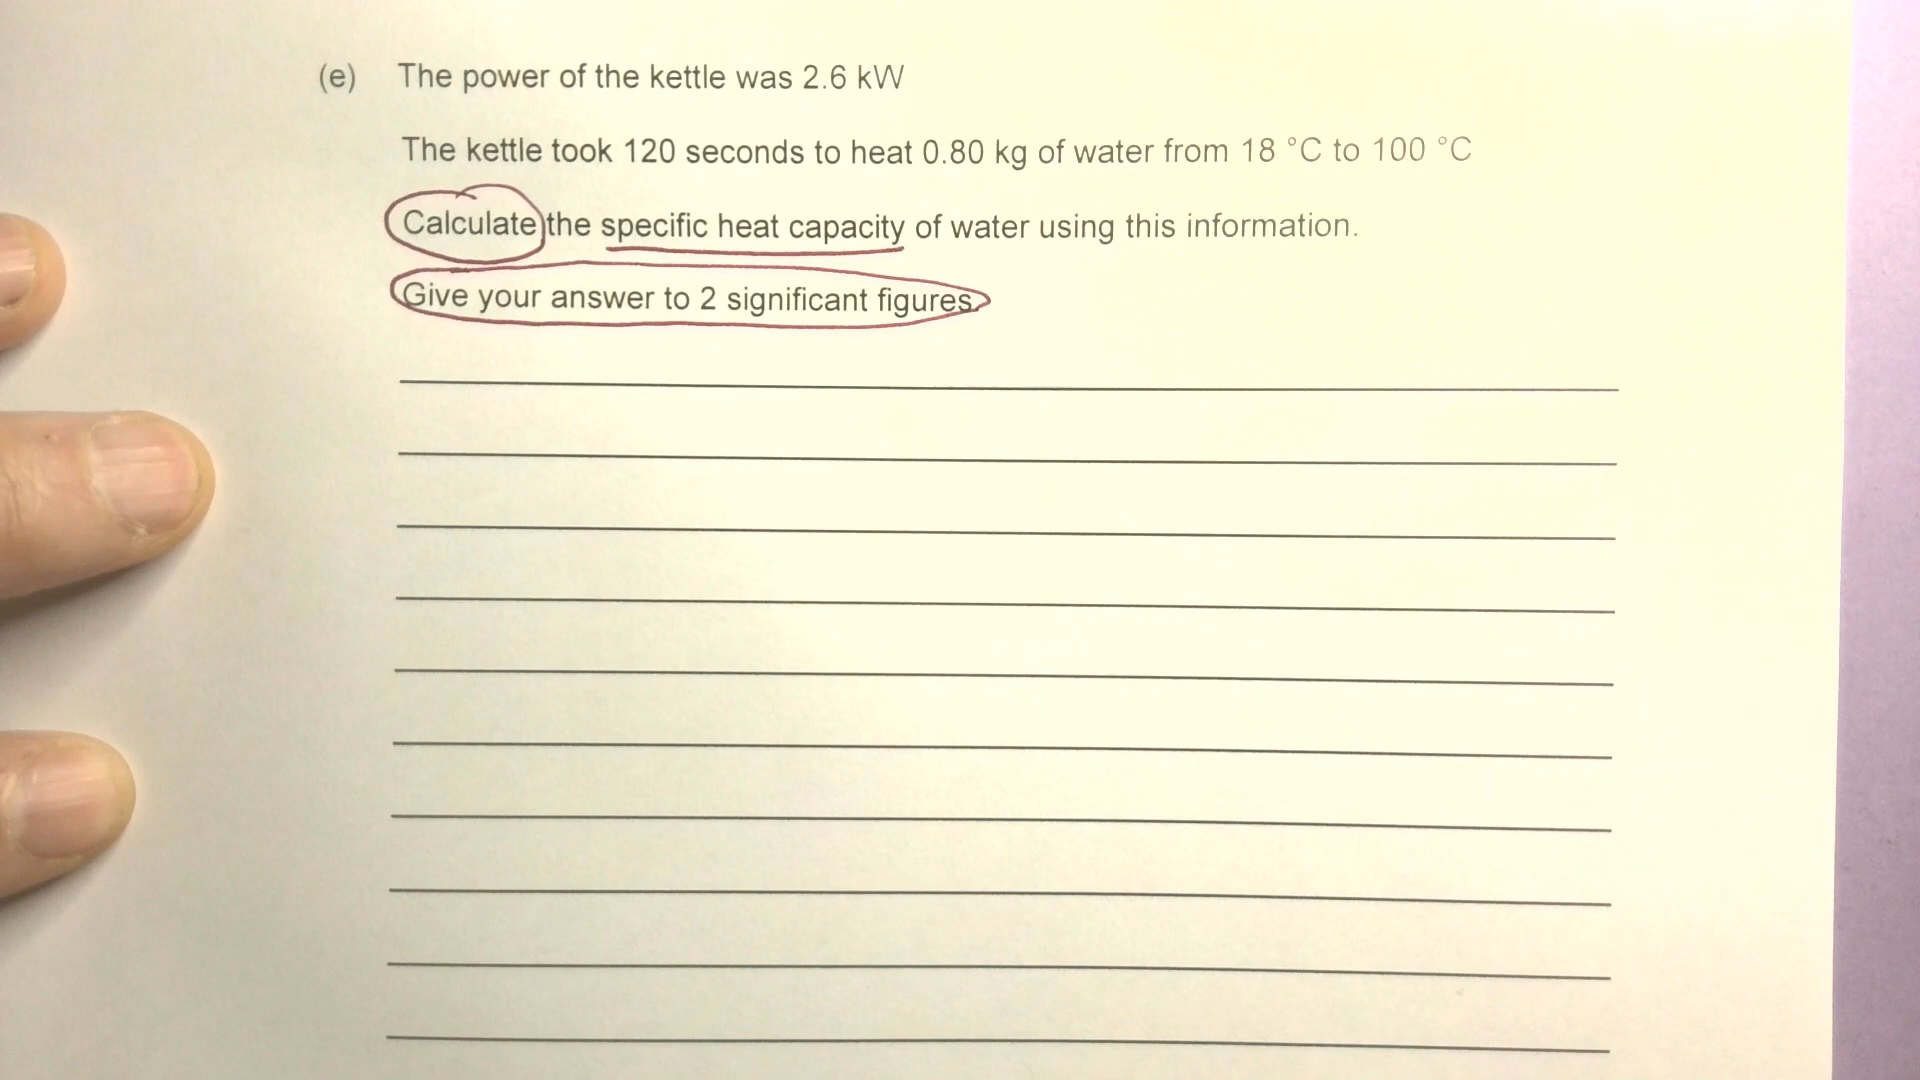 (e) The power of the kettle was 2.6 kW
The kettle took 120 seconds to heat 0.80 kg of water from 18 °C to 100 °C
Calculate the specific heat capacity of water using this information.
Give your answer to 2 significant figures.